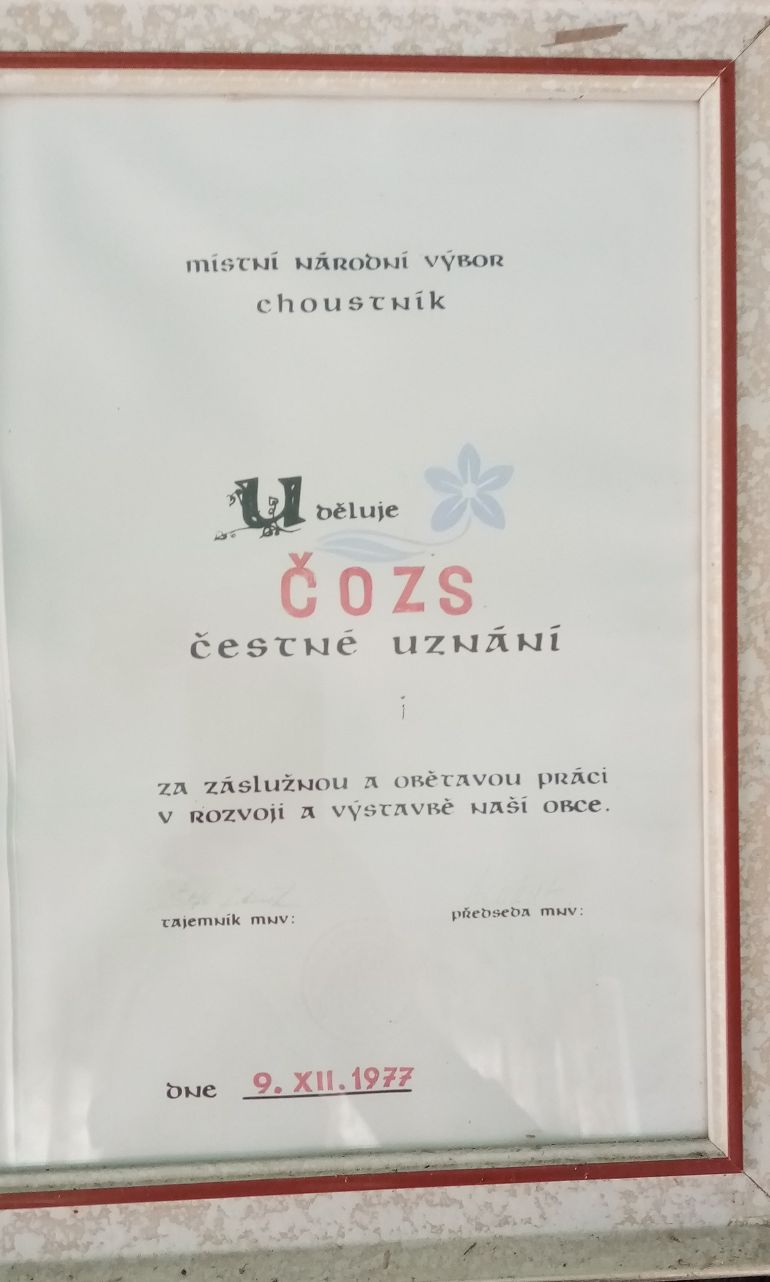 místní národní výbor
choustník
Uděluje
ČOZS
čestné uznání
i
za záslužnou a obětavou práci
v rozvoji a výstavbě naší obce.
tajemník mnv: předseda mnv:
dne 9. XII. 1977